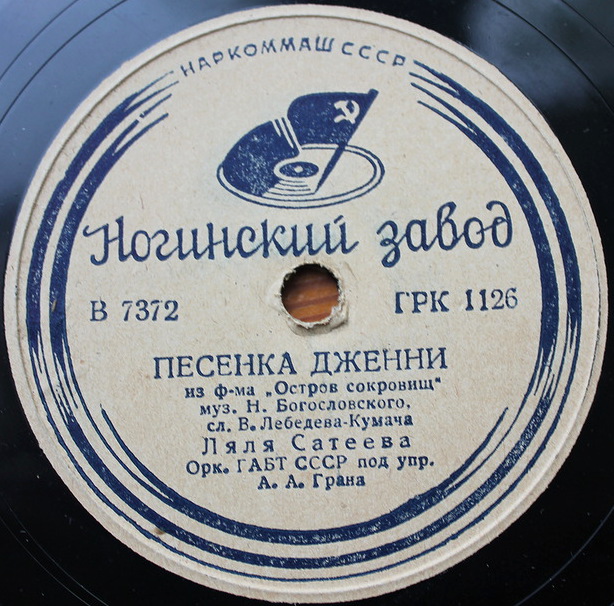 НАРКОММАШ СССР
Ногинский завод
В 7372 ГРК 1126
ПЕСЕНКА ДЖЕННИ
из ф-ма „Остров сокровищ"
муз. Н. Богословского,
сл. В. Лебедева-Кумача
Ляля Сатеева
Орк. ГАБТ СССР под упр.
А. А. Грана